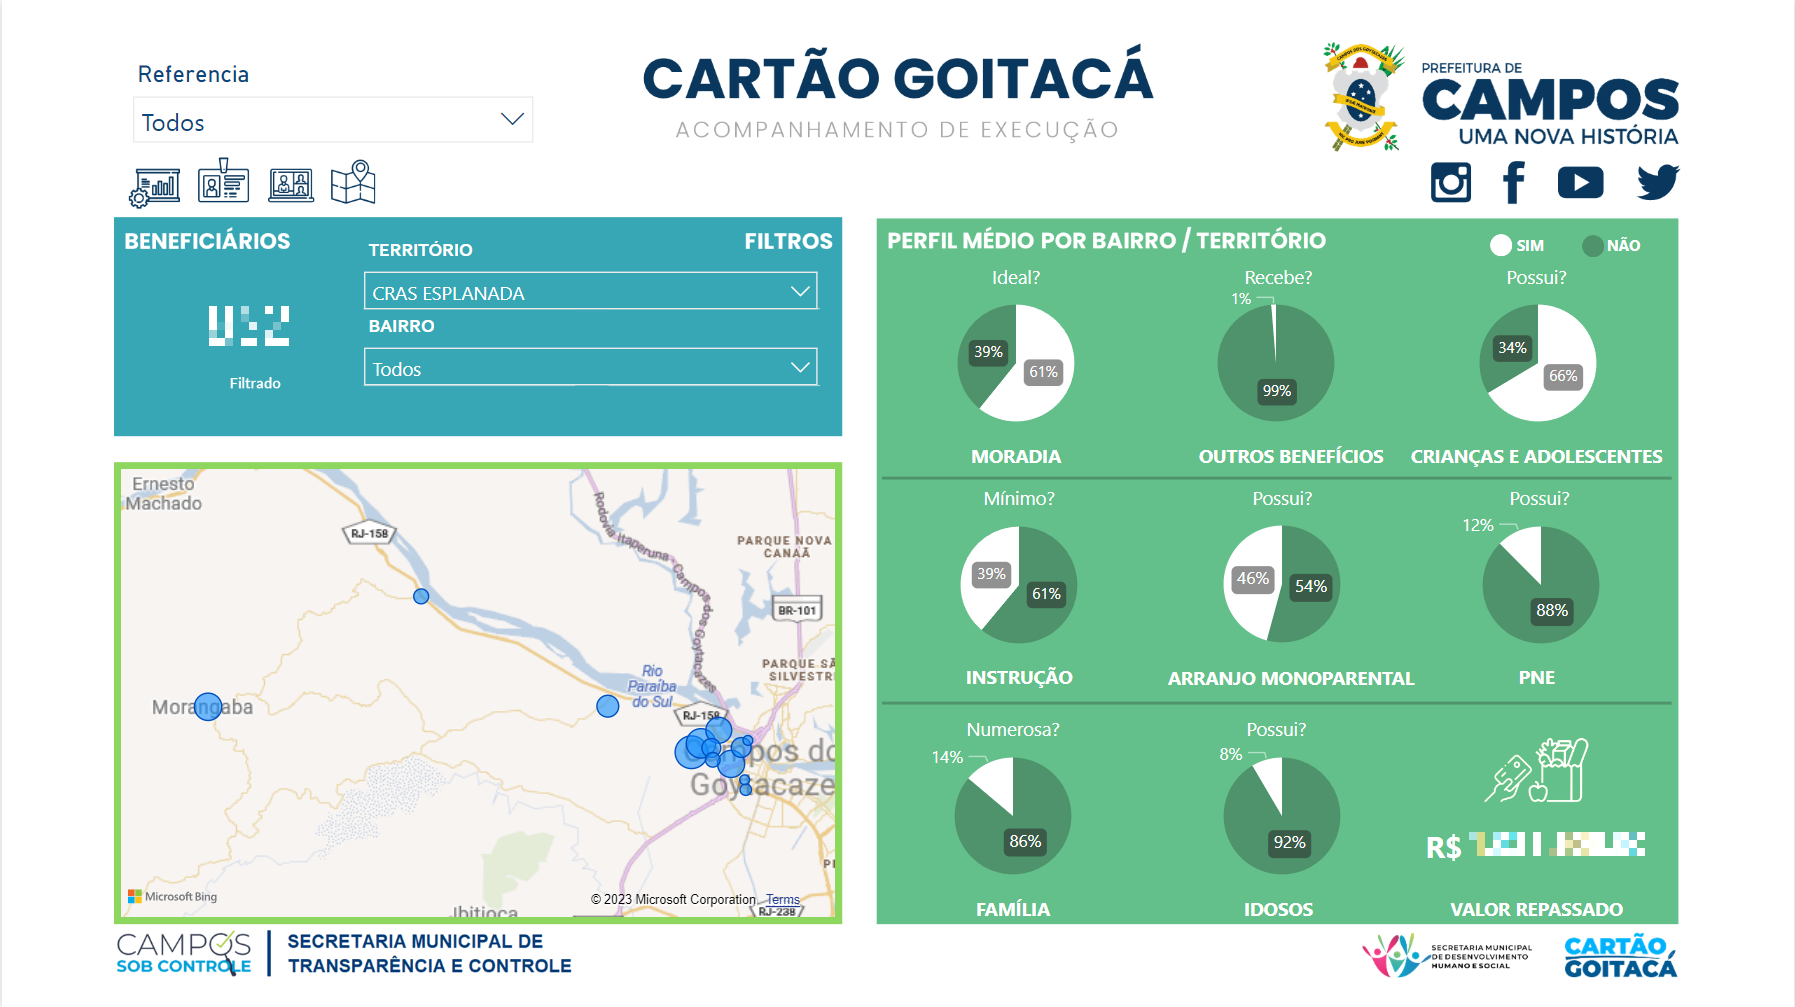 Referencia
Todos
CARTÃO GOITACÁ
ACOMPANHAMENTO DE EXECUÇÃO
PREFEITURA DE
CAMPOS
UMA NOVA HISTÓRIA
BENEFICIÁRIOS
FILTROS
TERRITÓRIO
CRAS ESPLANADA
BAIRRO
Todos
Filtrado
PERFIL MÉDIO POR BAIRRO / TERRITÓRIO
SIM
NÃO
Ideal?
39%
61%
MORADIA
Recebe?
1%
99%
OUTROS BENEFÍCIOS
Possui?
34%
66%
CRIANÇAS E ADOLESCENTES
Mínimo?
39%
61%
INSTRUÇÃO
Possui?
46%
54%
ARRANJO MONOPARENTAL
Possui?
12%
88%
PNE
Numerosa?
14%
86%
FAMÍLIA
Possui?
8%
92%
IDOSOS
R$
VALOR REPASSADO
Ernesto
Machado
RJ-158
Rodovia Itaperuna - Campos dos Goytacazes
PARQUE NOVA
CANAÃ
BR-101
PARQUE SÃ
SILVESTR
Rio
Paraíba
do Sul
RJ-158
Morangaba
Campos do
Goytacaze
Ibitioca
RJ-238
Microsoft Bing
© 2023 Microsoft Corporation
Terms
CAMPOS
SOB CONTROLE
SECRETARIA MUNICIPAL DE
TRANSPARÊNCIA E CONTROLE
SECRETARIA MUNICIPAL
DE DESENVOLVIMENTO
HUMANO E SOCIAL
CARTÃO
GOITACÁ